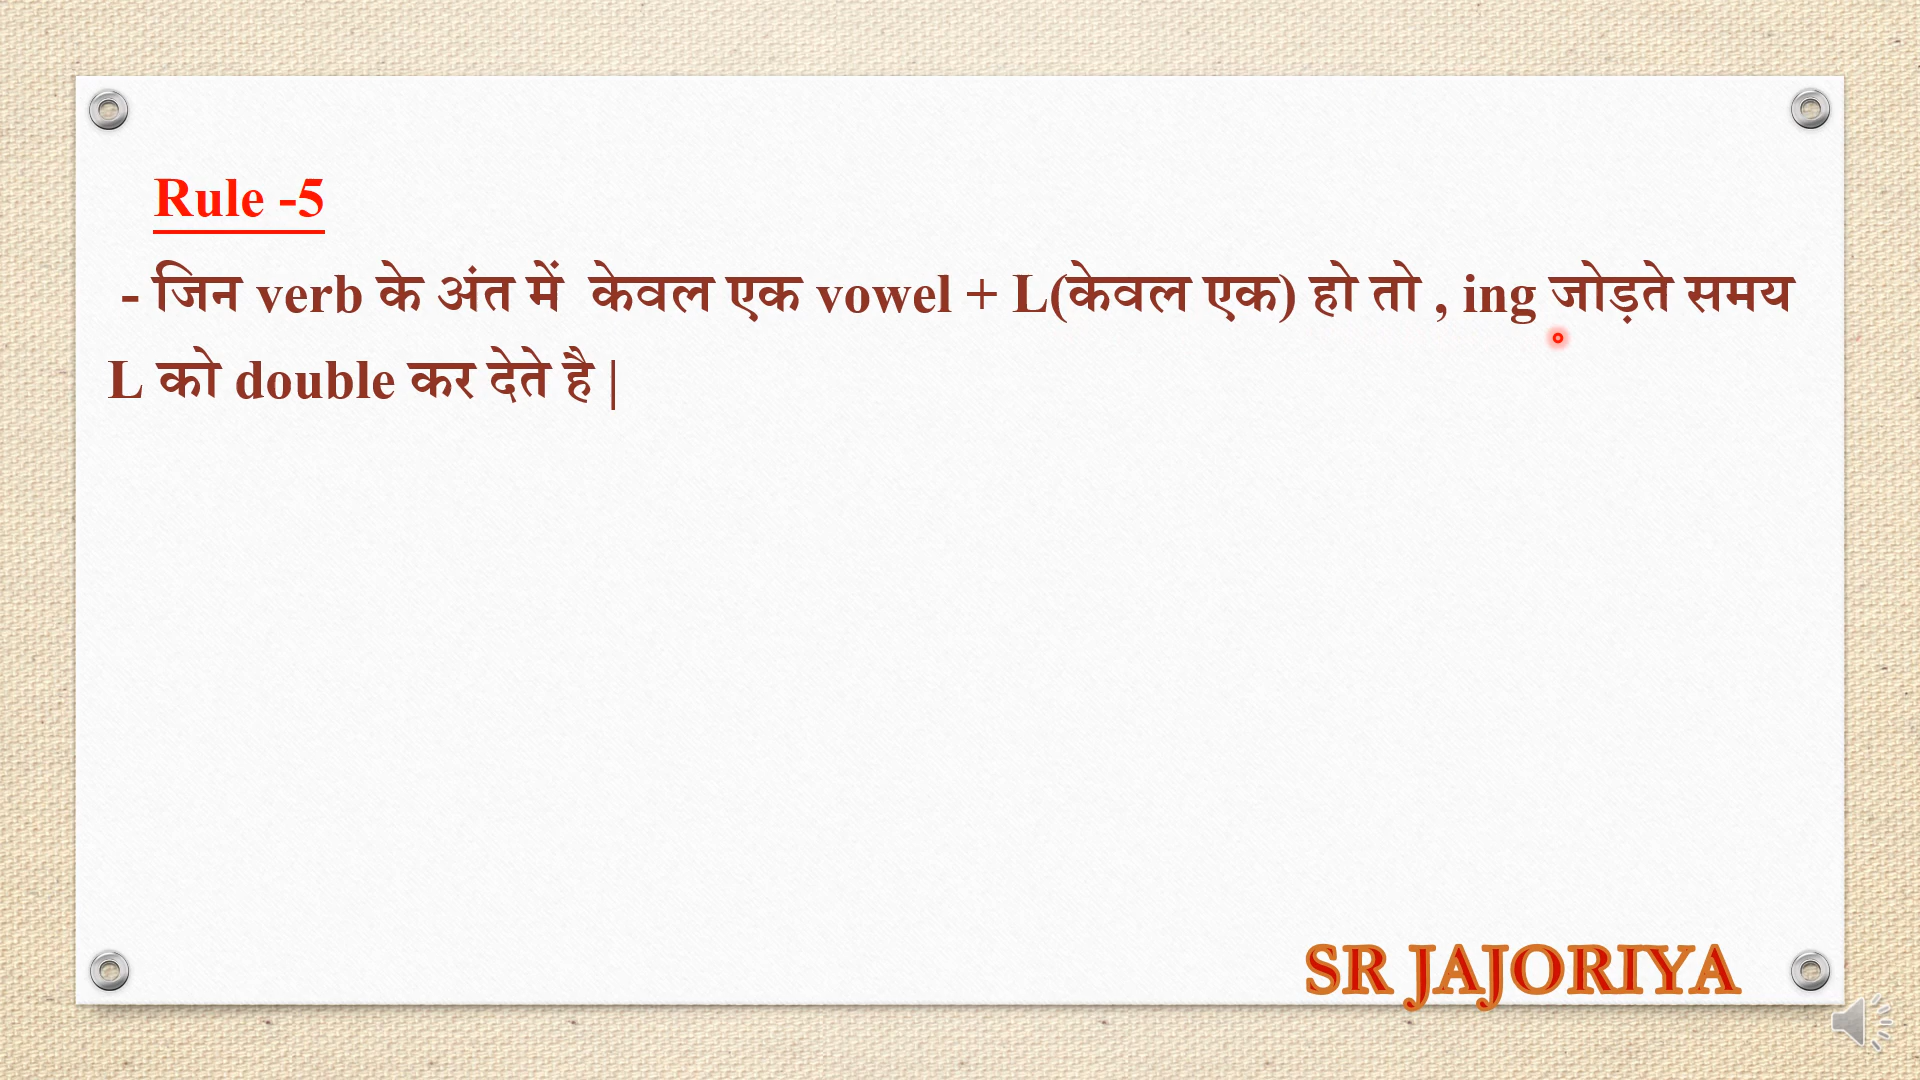 Rule -5
- जिन verb के अंत में केवल एक vowel + L(केवल एक) हो तो , ing जोड़ते समय
L को double कर देते है |
SR JAJORIYA